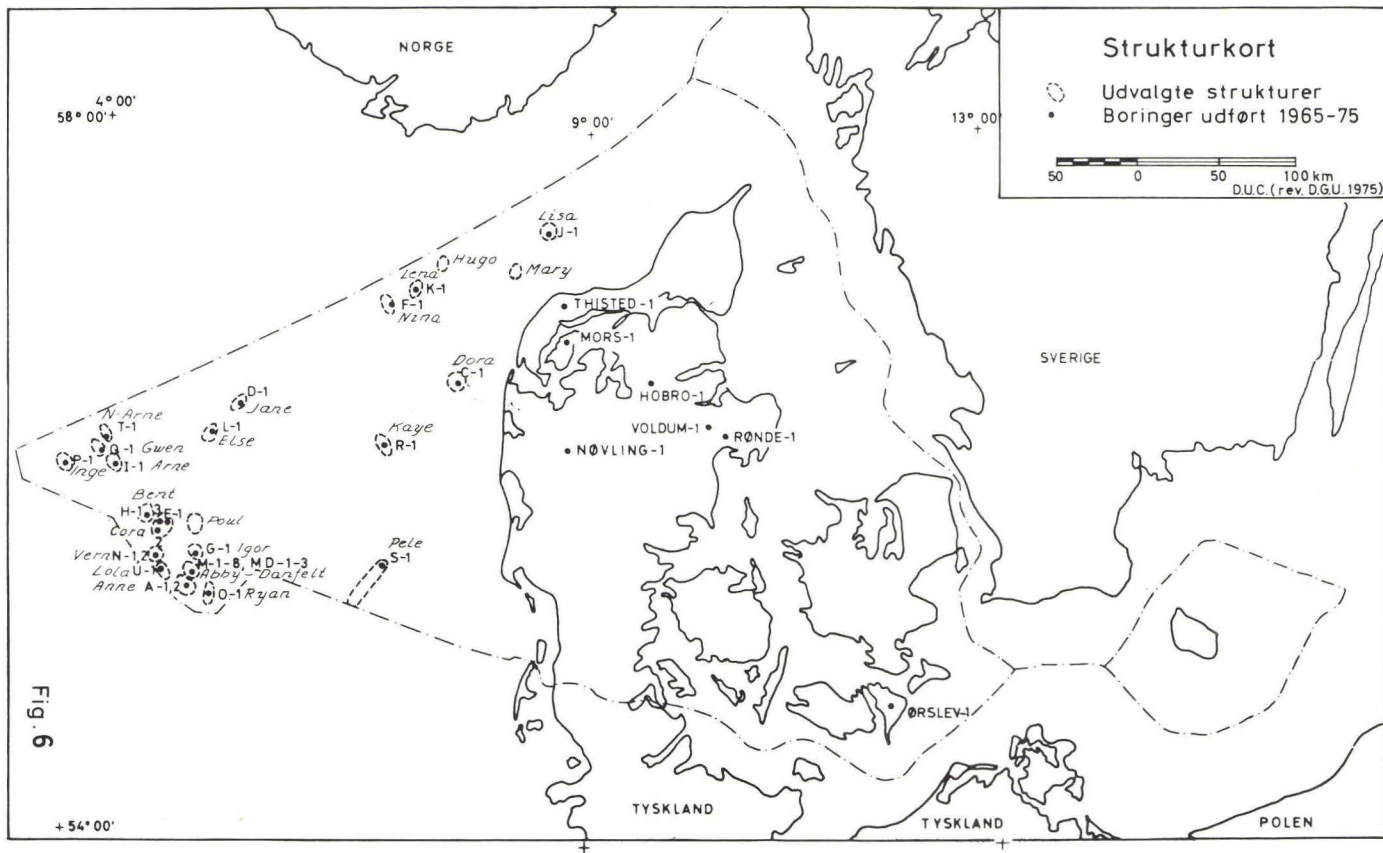 NORGE
Strukturkort
Udvalgte strukturer
Boringer udført 1965-75
50 0 50 100 km
D.U.C. (rev. D.G.U. 1975)
4° 00'
58° 00' +
9° 00'
+
13° 00'
+
Lisa
J-1
Hugo
Mary
Lena
K-1
F-1
Nina
THISTED-1
MORS-1
SVERIGE
Dora
C-1
HOBRO-1
D-1
Jane
N-Arne
T-1
L-1
Else
Kaye
R-1
VOLDUM-1
RØNDE-1
NØVLING-1
Q-1 Gwen
P-1
Inge
I-1 Arne
Bent
H-1
3
E-1
Poul
Cora
2
Vern N-1,2
G-1 Igor
Pele
S-1
Lola U-1
M-1-8, MD-1-3
Abby-Danfelt
Anne A-1,2
O-1 Ryan
Fig. 6
ØRSLEV-1
+ 54° 00'
TYSKLAND
TYSKLAND
POLEN
+
+